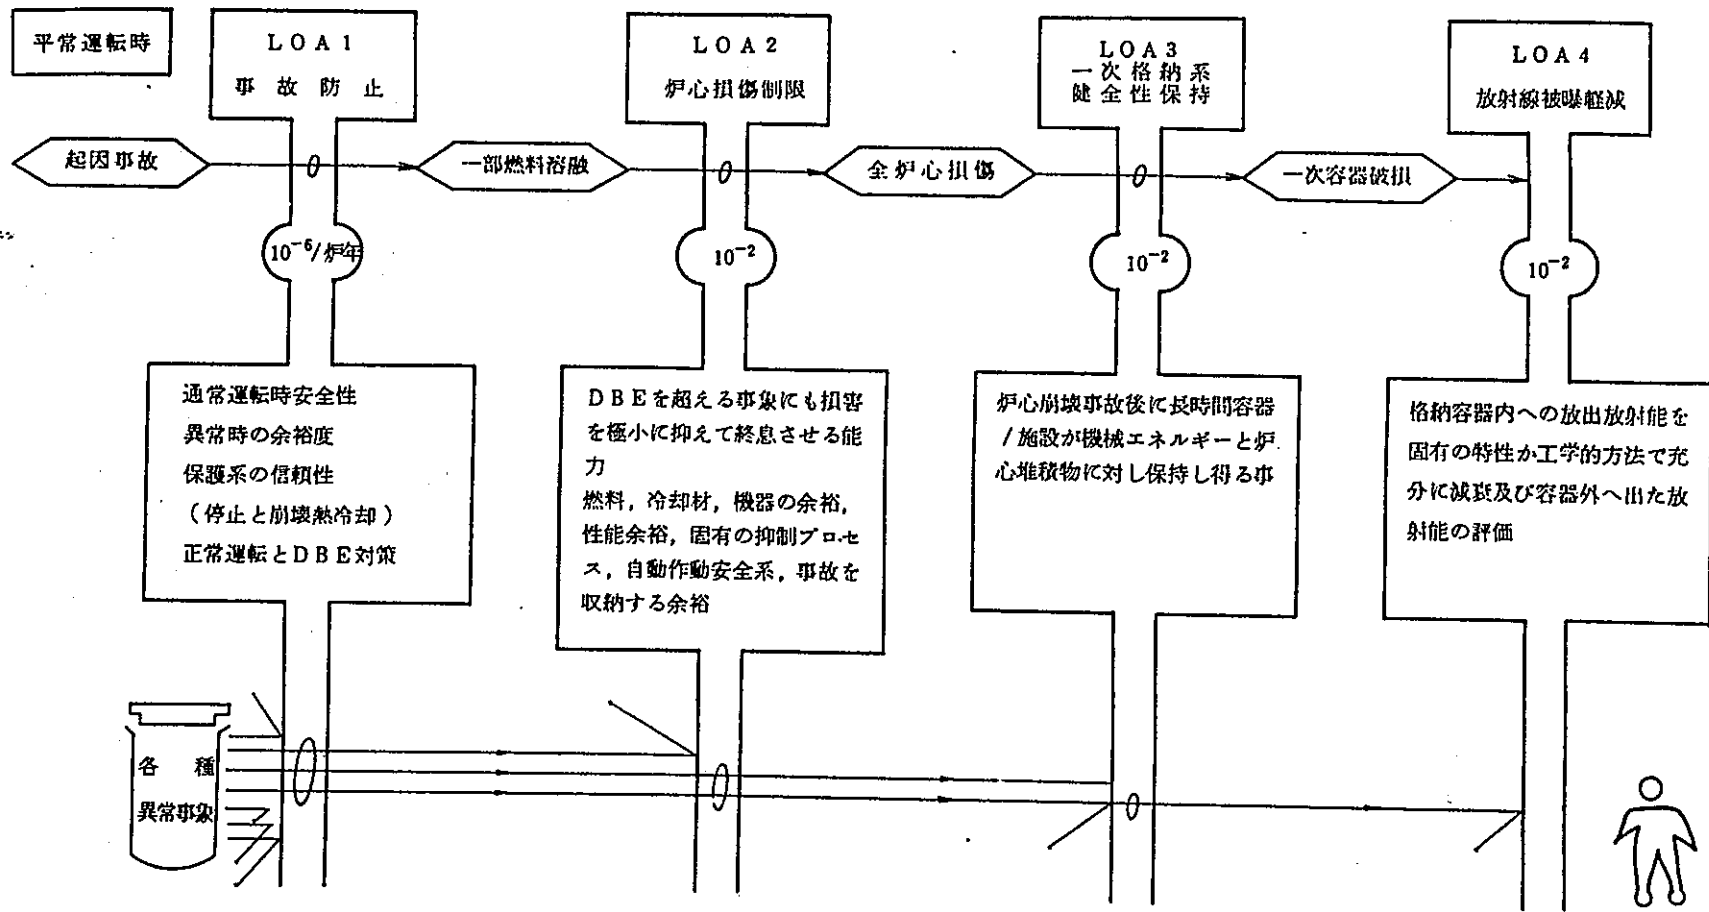 平常運転時
LOA1
事故防止
LOA2
炉心損傷制限
LOA3
一次格納系
健全性保持
LOA4
放射線被曝軽減
起因事故
一部燃料溶融
全炉心損傷
一次容器破損
10⁻⁶/炉年
10⁻²
10⁻²
10⁻²
通常運転時安全性
異常時の余裕度
保護系の信頼性
(停止と崩壊熱冷却)
正常運転とDBE対策
DBEを超える事象にも損害
を極小に抑えて終息させる能
力
燃料,冷却材,機器の余裕,
性能余裕,固有の抑制プロセ
ス,自動作動安全系,事故を
収納する余裕
炉心崩壊事故後に長時間容器
/施設が機械エネルギーと炉
心堆積物に対し保持し得る事
格納容器内への放出放射能を
固有の特性か工学的方法で充
分に減衰及び容器外へ出た放
射能の評価
各種
異常事象